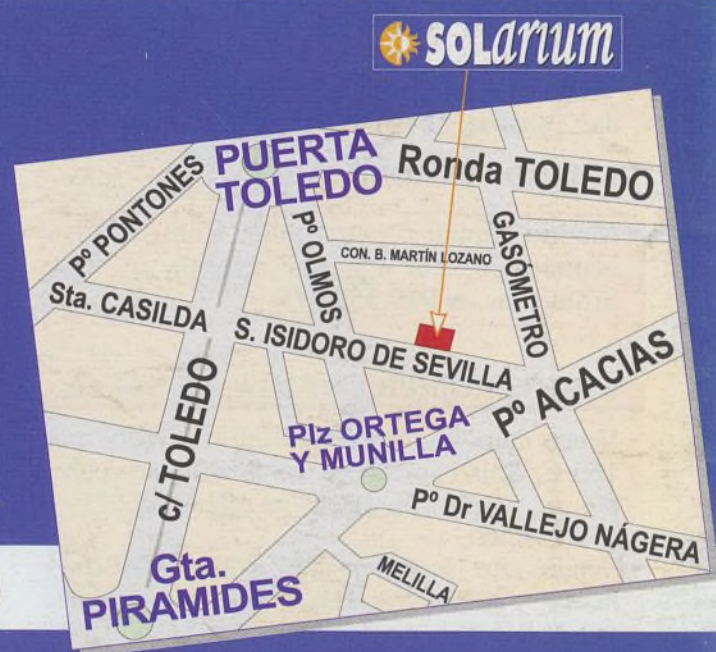 SOLarium
PUERTA
TOLEDO
Ronda TOLEDO
Pº PONTONES
Pº OLMOS
GASÓMETRO
CON. B. MARTÍN LOZANO
Sta. CASILDA
S. ISIDORO DE SEVILLA
c/ TOLEDO
Pº ACACIAS
Plz ORTEGA
Y MUNILLA
Pº Dr VALLEJO NÁGERA
Gta.
PIRAMIDES
MELILLA